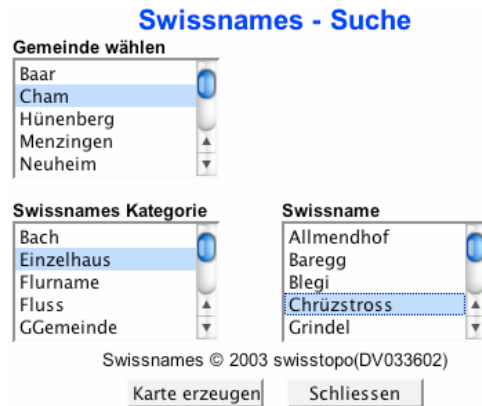 Swissnames - Suche
Gemeinde wählen
Baar
Cham
Hünenberg
Menzingen
Neuheim
Swissnames Kategorie
Bach
Einzelhaus
Flurname
Fluss
GGemeinde
Swissname
Allmendhof
Baregg
Blegi
Chrüzstross
Grindel
Swissnames © 2003 swisstopo(DV033602)
Karte erzeugen
Schliessen